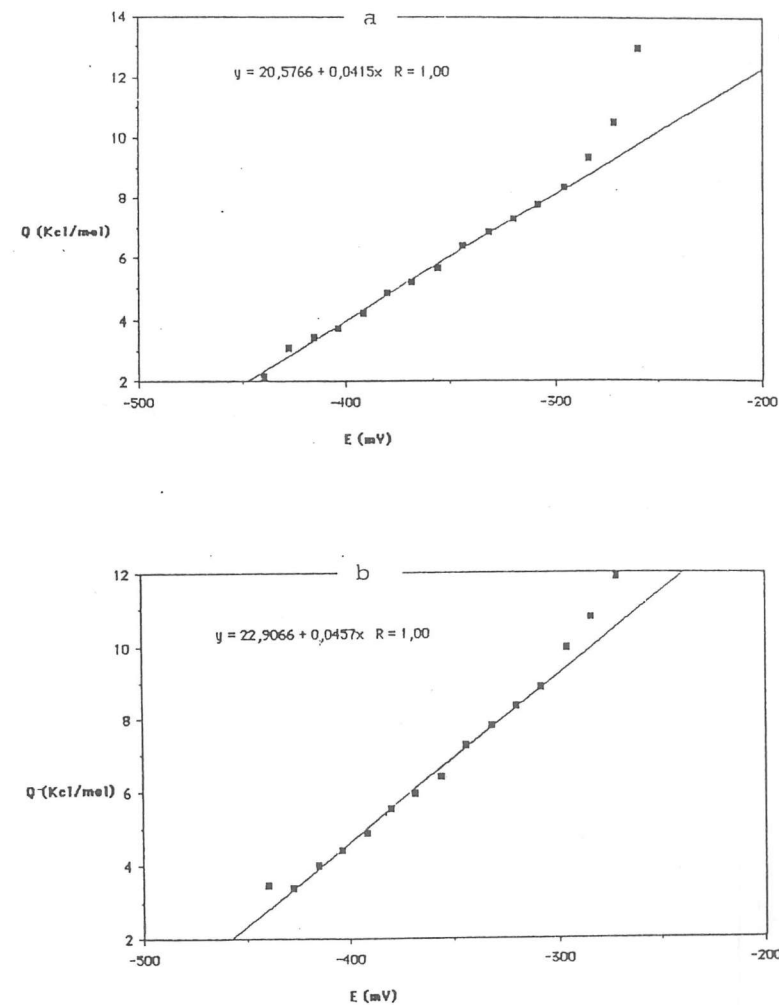 a
14
y = 20,5766 + 0,0415x R = 1,00
12
10
8
Q (Kcl/mol)
6
4
2
-500
-400
-300
-200
E (mV)
b
12
y = 22,9066 + 0,0457x R = 1,00
10
8
Q (Kcl/mol)
6
4
2
-500
-400
-300
-200
E (mV)